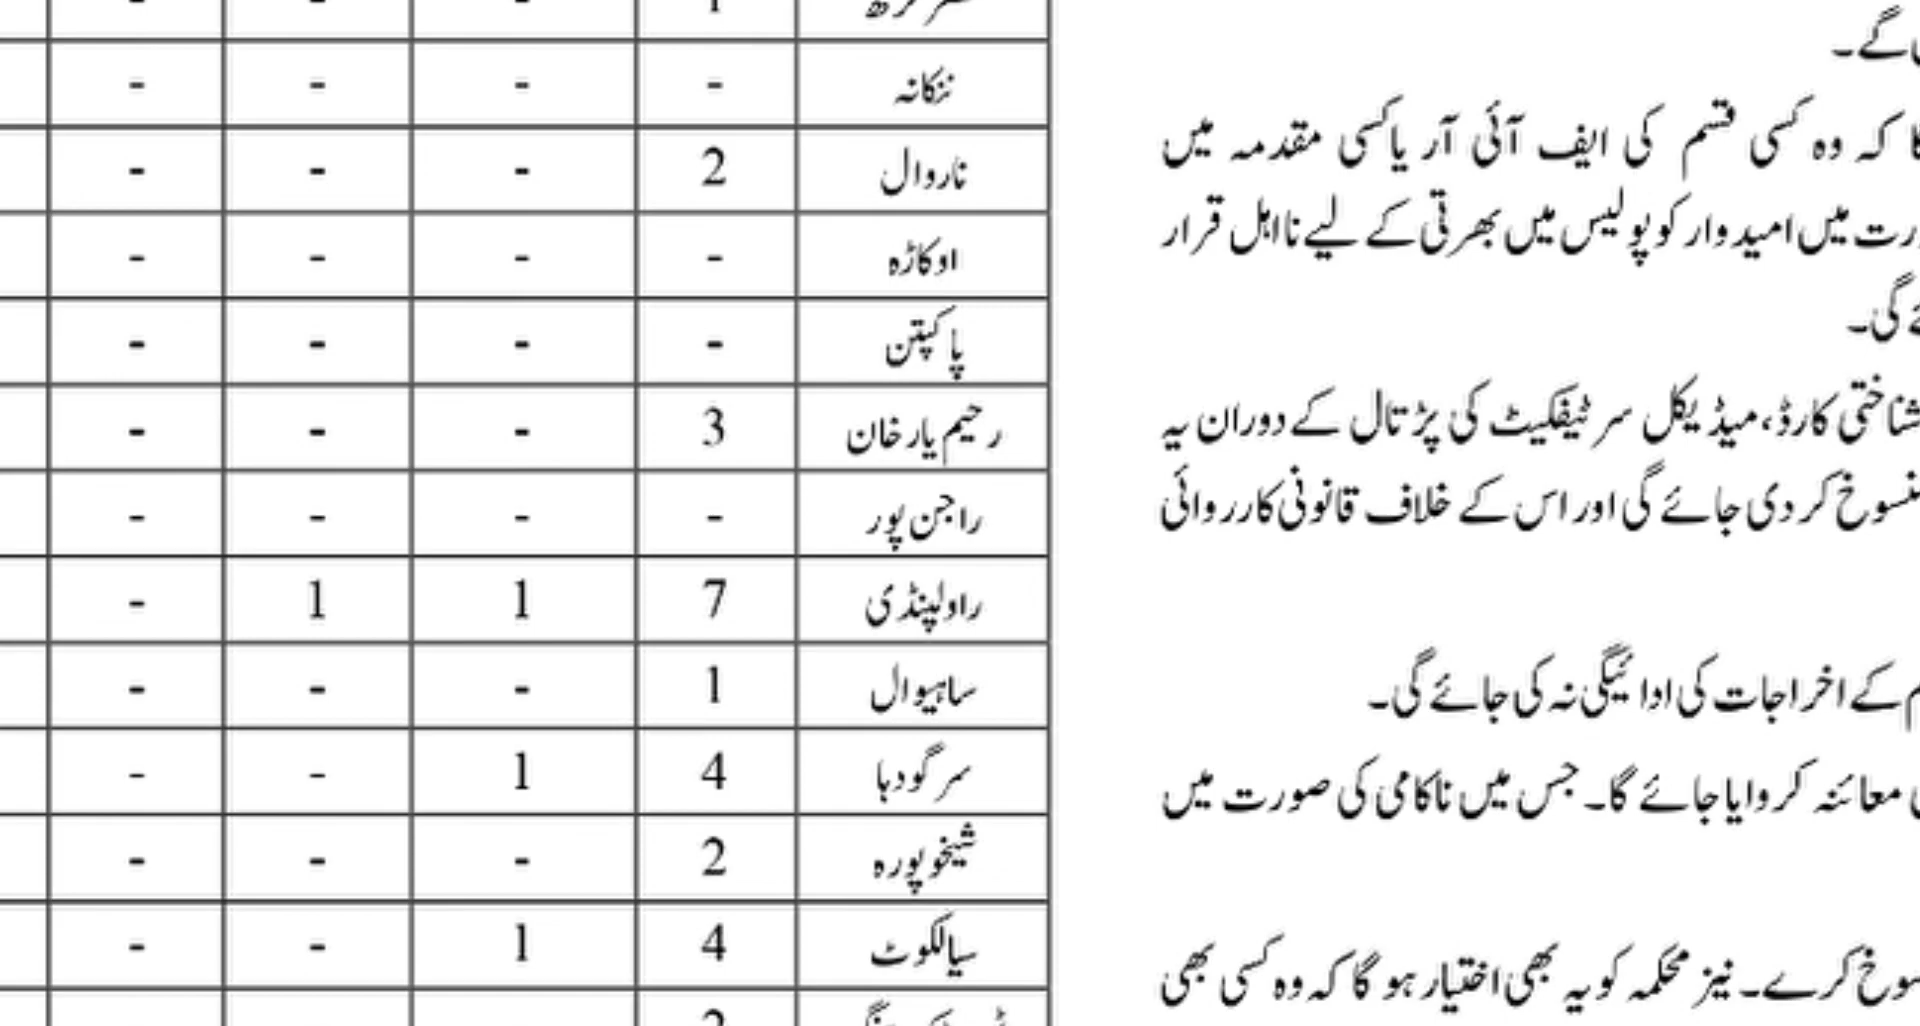 گے۔
کہ وہ کسی قسم کی ایف آئی آر یا کسی مقدمہ میں
میں امیدوار کو پولیس میں بھرتی کے لیے نااہل قرار
گی۔
شناختی کارڈ، میڈیکل سرٹیفکیٹ کی پڑتال کے دوران یہ
کر دی جائے گی اور اس کے خلاف قانونی کارروائی
کے اخراجات کی ادائیگی نہ کی جائے گی۔
معائنہ کروایا جائے گا۔ جس میں ناکامی کی صورت میں
کرے۔ نیز محکمہ کو یہ بھی اختیار ہو گا کہ وہ کسی بھی
ننکانہ - - - -
ناروال 2 - - -
اوکاڑہ - - - -
پاکپتن - - - -
رحیم یار خان 3 - - -
راجن پور - - - -
راولپنڈی 7 1 1 -
ساہیوال 1 - - -
سرگودہا 4 1 - -
شیخوپورہ 2 - - -
سیالکوٹ 4 1 - -